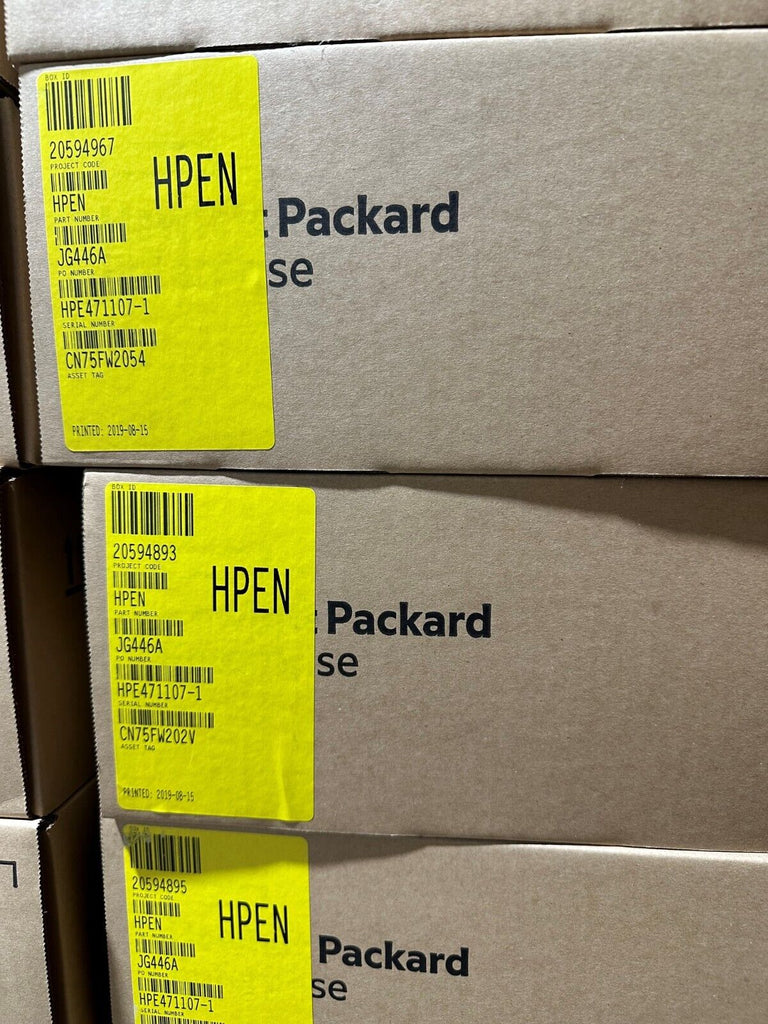 BOX ID
20594967
PROJECT CODE
HPEN
HPEN
PART NUMBER
JG446A
PO NUMBER
HPE471107-1
SERIAL NUMBER
CN75FW2054
ASSET TAG
PRINTED: 2019-08-15
t Packard
se
BOX ID
20594893
PROJECT CODE
HPEN
HPEN
PART NUMBER
JG446A
PO NUMBER
HPE471107-1
SERIAL NUMBER
CN75FW202V
ASSET TAG
PRINTED: 2019-08-15
t Packard
se
BOX ID
20594895
PROJECT CODE
HPEN
HPEN
PART NUMBER
JG446A
PO NUMBER
HPE471107-1
SERIAL NUMBER
Packard
se